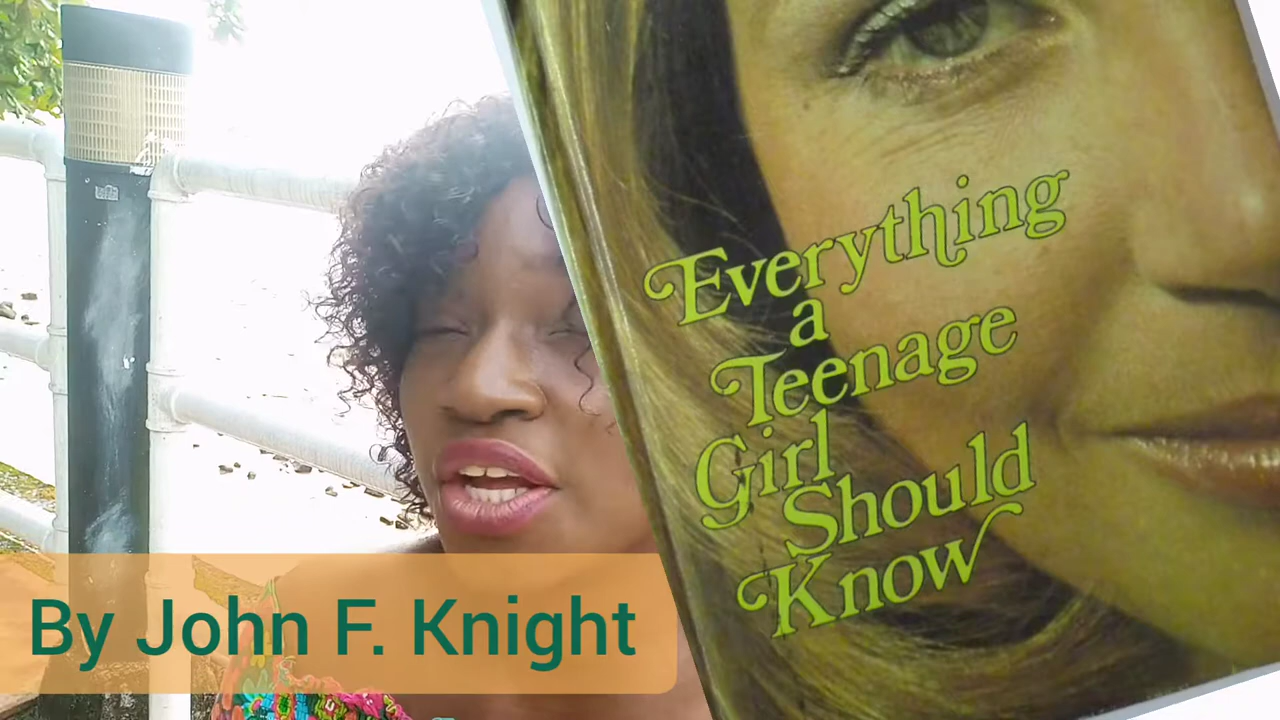 Everything
a
Teenage
Girl
Should
Know
By John F. Knight